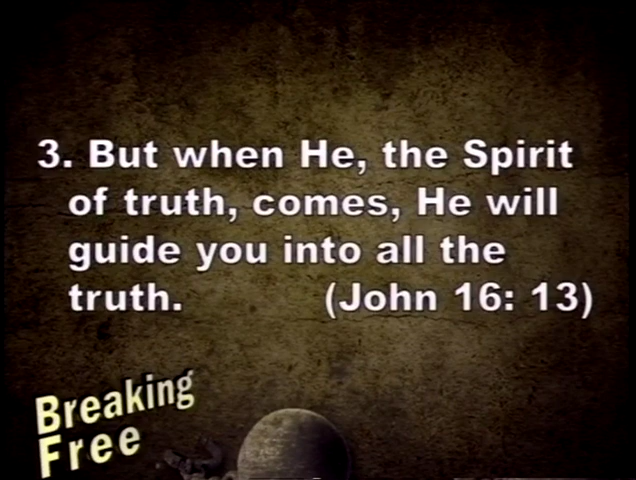 3. But when He, the Spirit
of truth, comes, He will
guide you into all the
truth. (John 16: 13)
Breaking
Free